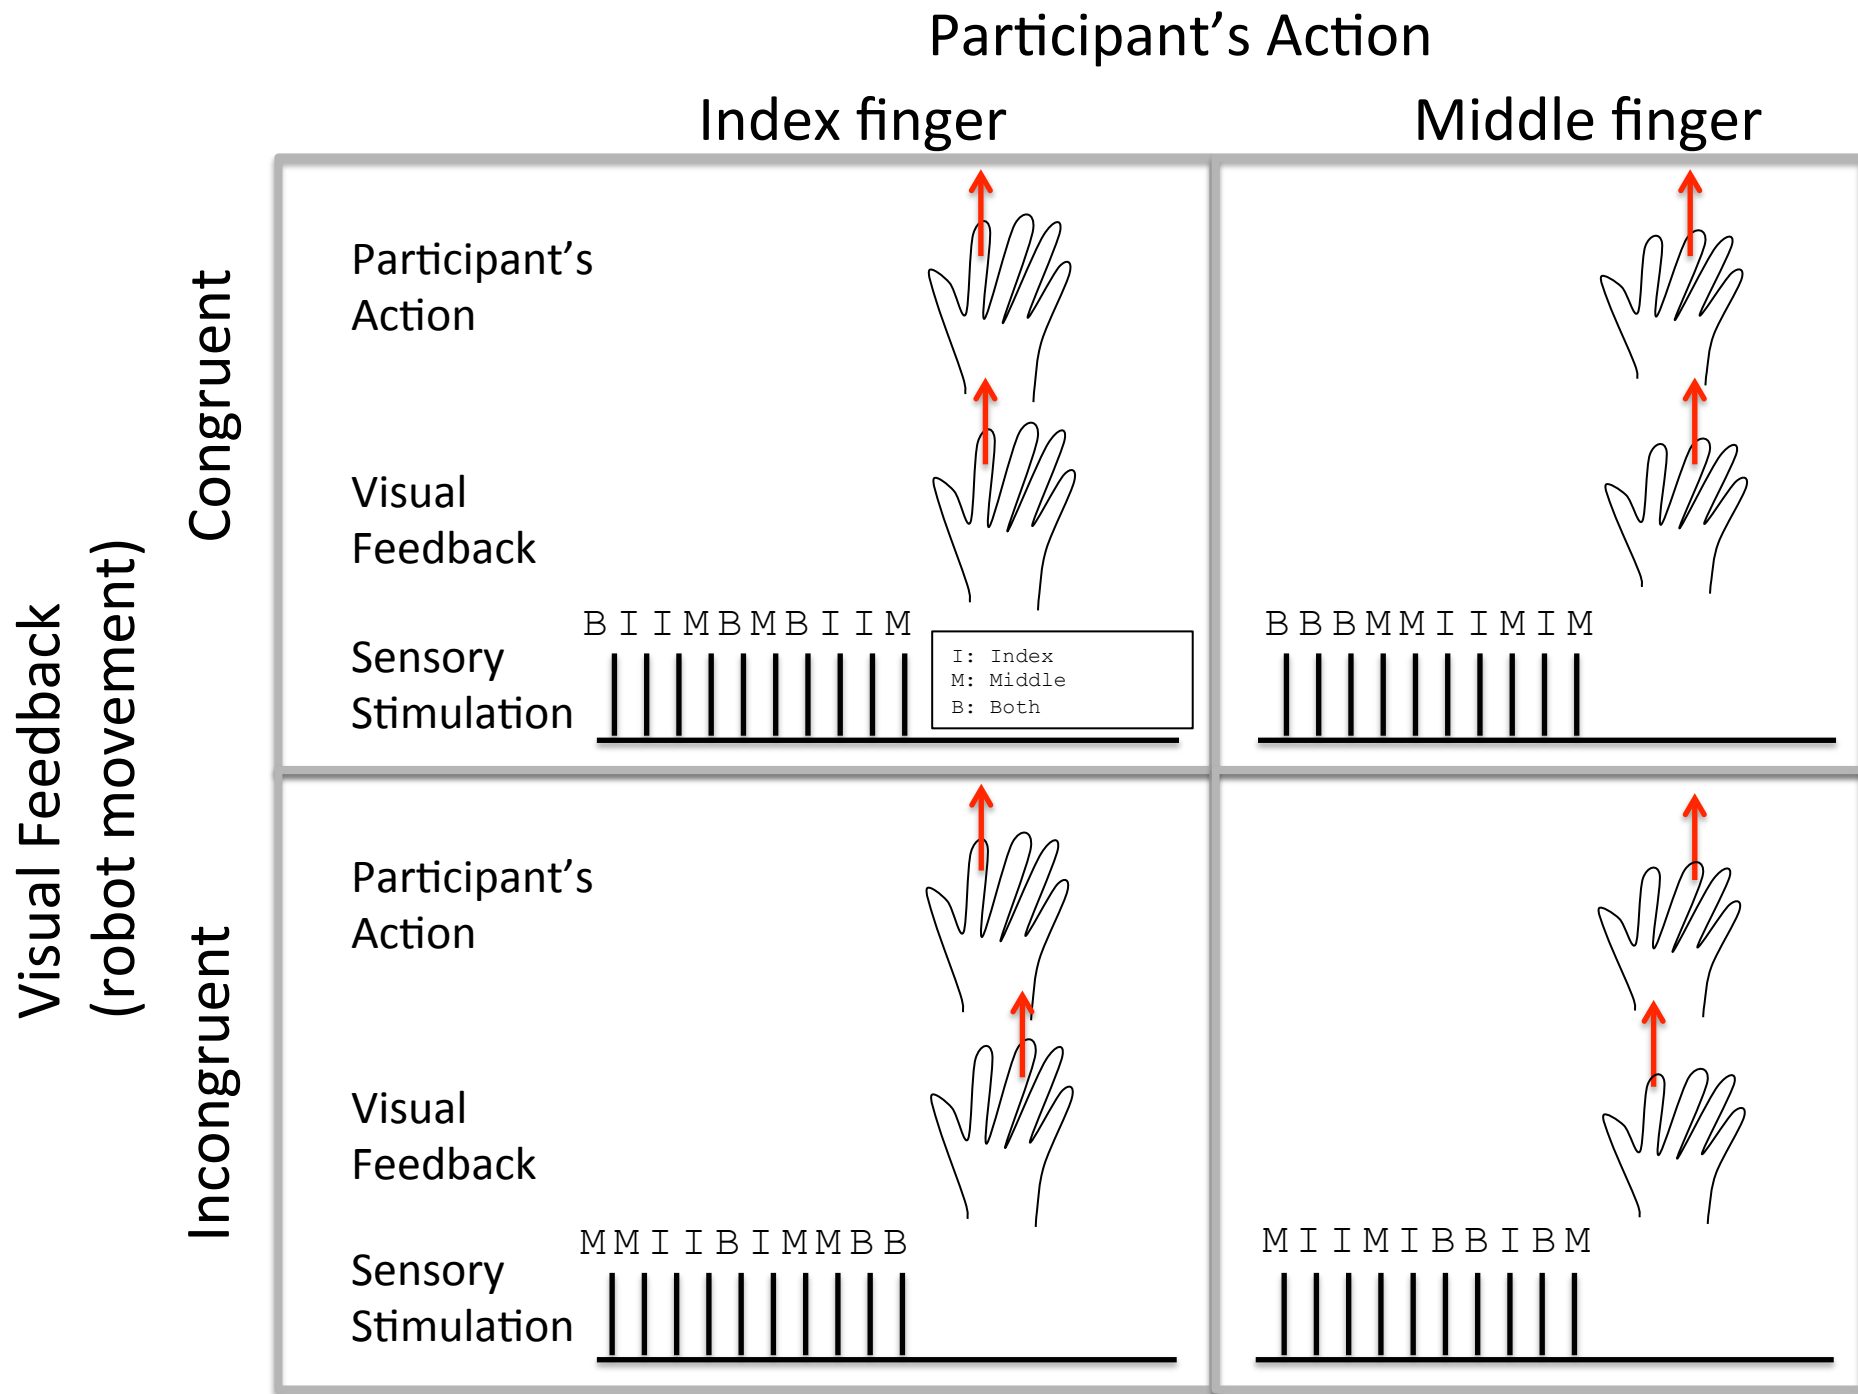 Participant's Action
Index finger
Middle finger
Visual Feedback
(robot movement)
Congruent
Participant's
Action
Visual
Feedback
Sensory
Stimulation
B I I M B M B I I M
I: Index
M: Middle
B: Both
B B B M M I I M I M
Incongruent
Participant's
Action
Visual
Feedback
Sensory
Stimulation
M M I I B I M M B B
M I I M I B B I B M